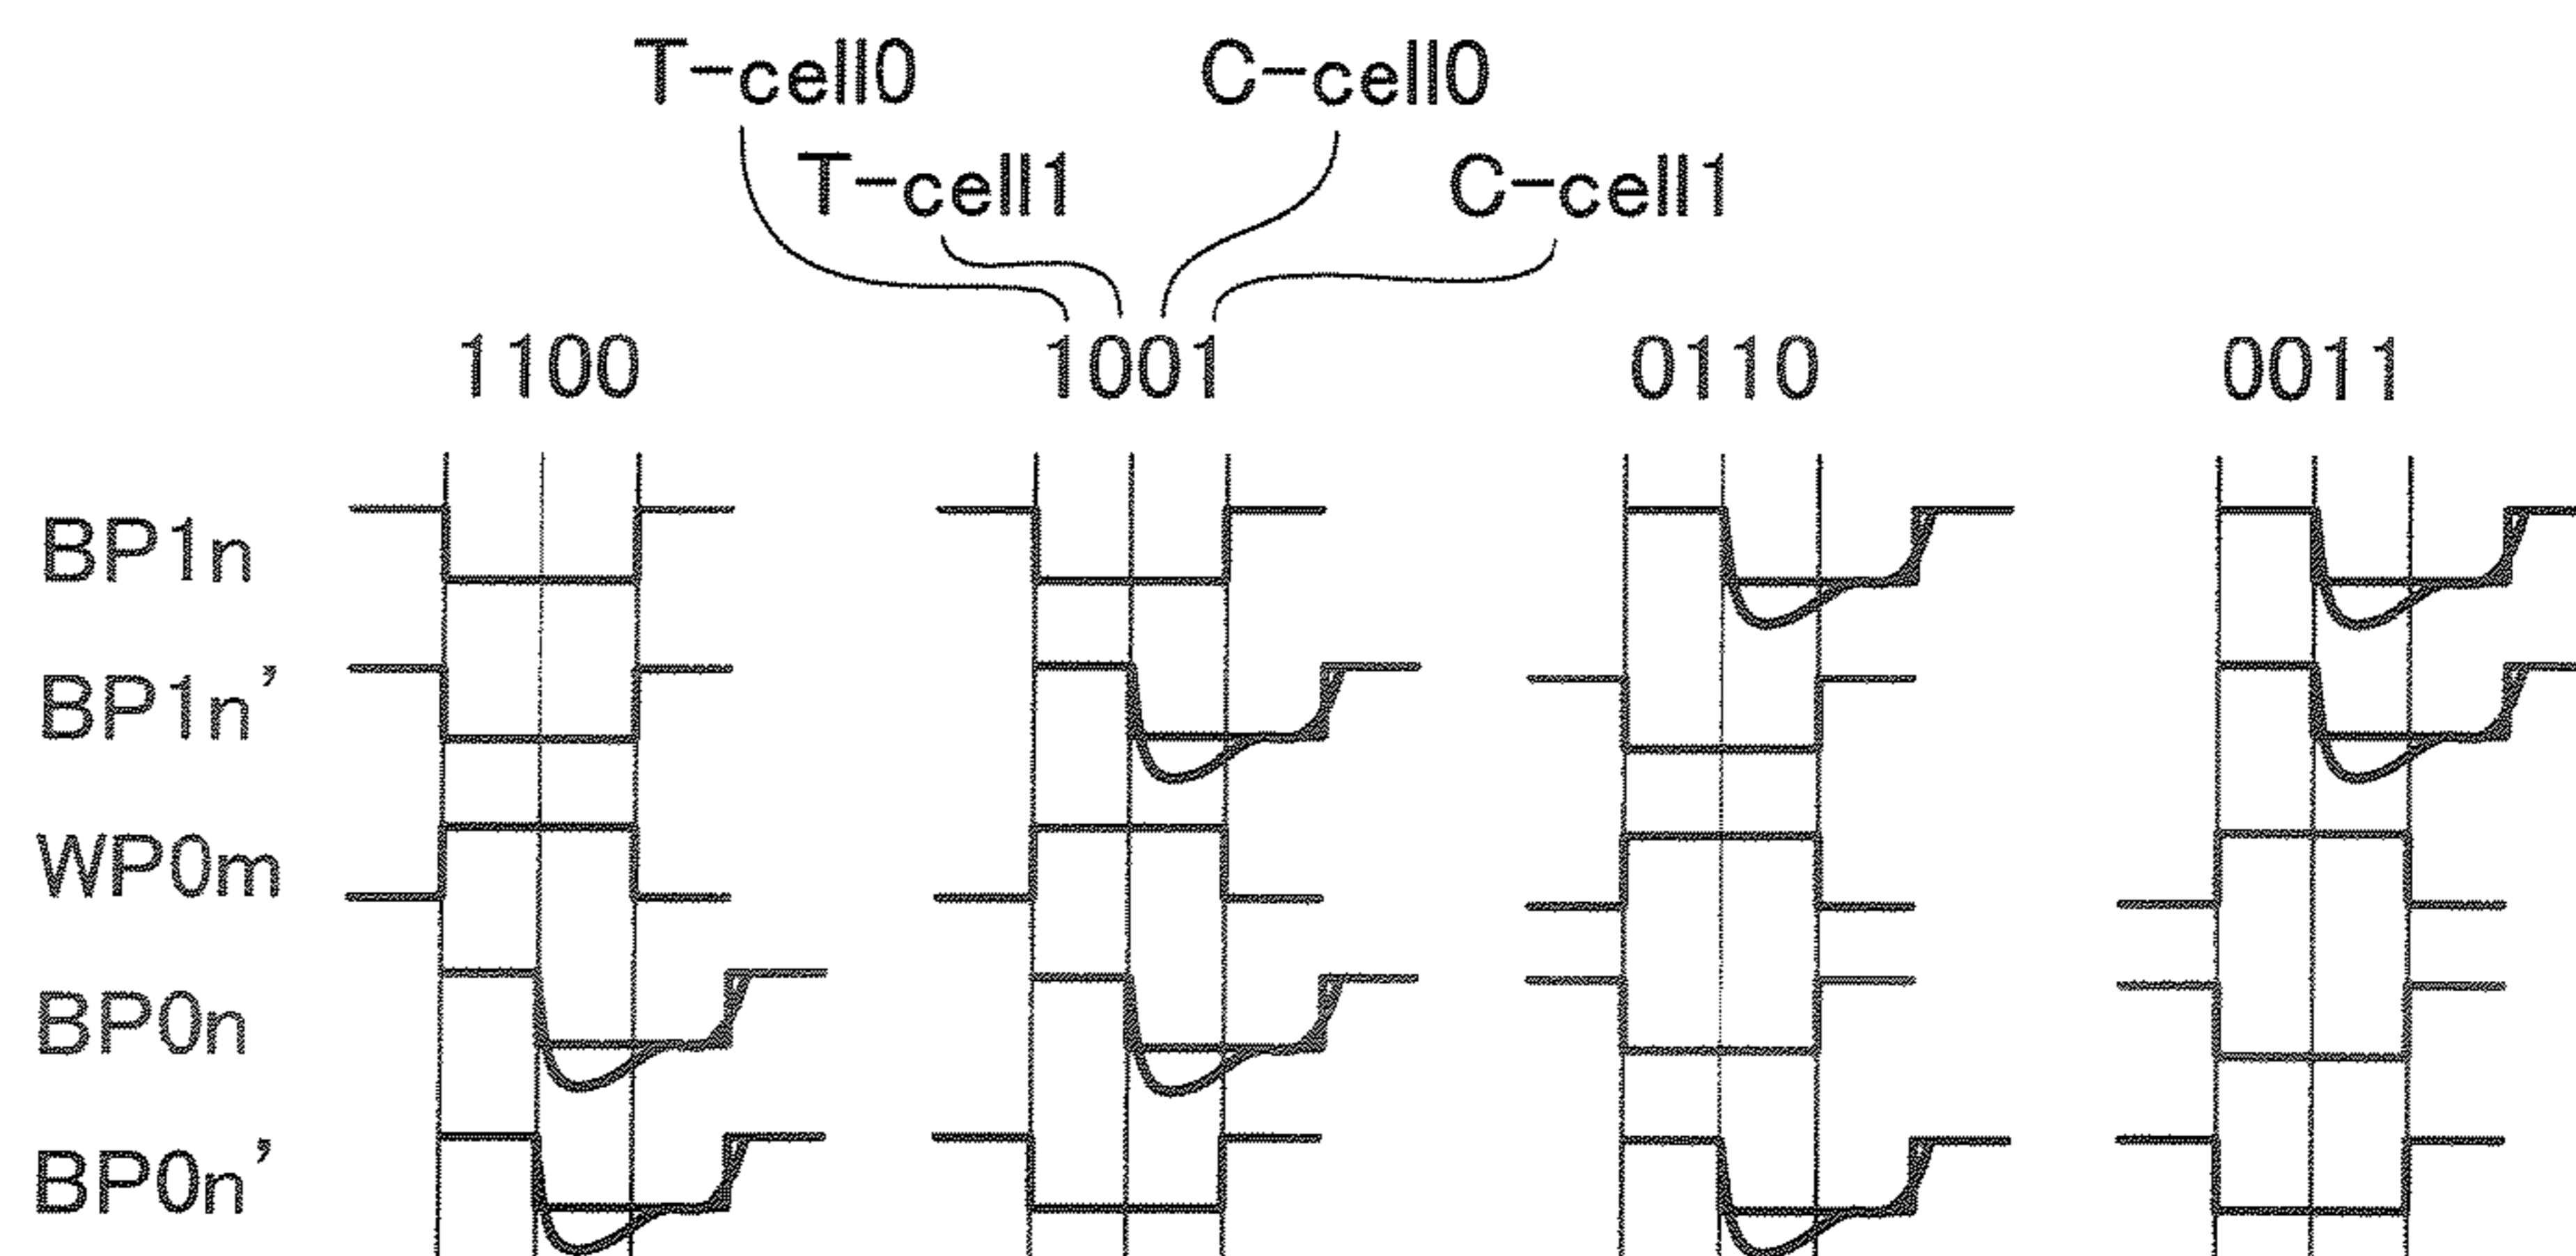 T-cell0 C-cell0
T-cell1 C-cell1
1100 1001 0110 0011
BP1n
BP1n’
WP0m
BP0n
BP0n’